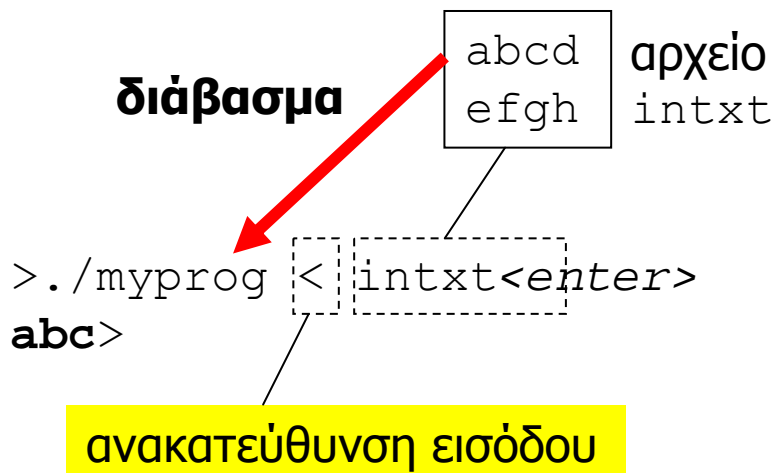 abcd
efgh
αρχείο
intxt
διάβασμα
>./myprog < intxt<enter>
abc>
ανακατεύθυνση εισόδου